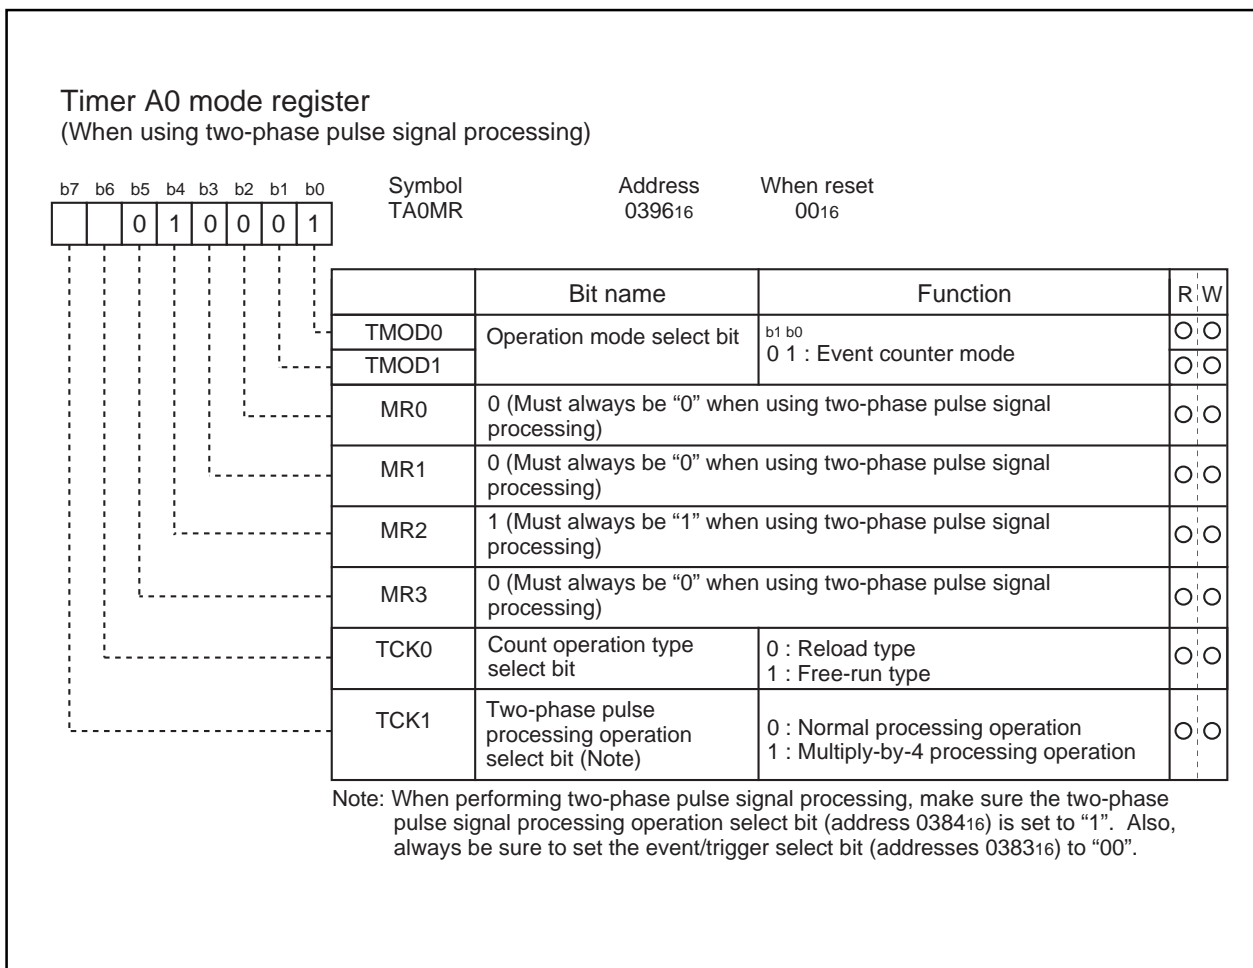 Timer A0 mode register
(When using two-phase pulse signal processing)
b7 b6 b5 b4 b3 b2 b1 b0
0 1 0 0 0 1
Symbol Address When reset
TA0MR 039616 0016
Bit name Function R W
TMOD0 Operation mode select bit b1 b0
0 1 : Event counter mode
TMOD1
MR0 0 (Must always be “0” when using two-phase pulse signal
processing)
MR1 0 (Must always be “0” when using two-phase pulse signal
processing)
MR2 1 (Must always be “1” when using two-phase pulse signal
processing)
MR3 0 (Must always be “0” when using two-phase pulse signal
processing)
TCK0 Count operation type 0 : Reload type
select bit 1 : Free-run type
TCK1 Two-phase pulse
processing operation 0 : Normal processing operation
select bit (Note) 1 : Multiply-by-4 processing operation
Note: When performing two-phase pulse signal processing, make sure the two-phase
pulse signal processing operation select bit (address 038416) is set to “1”. Also,
always be sure to set the event/trigger select bit (addresses 038316) to “00”.